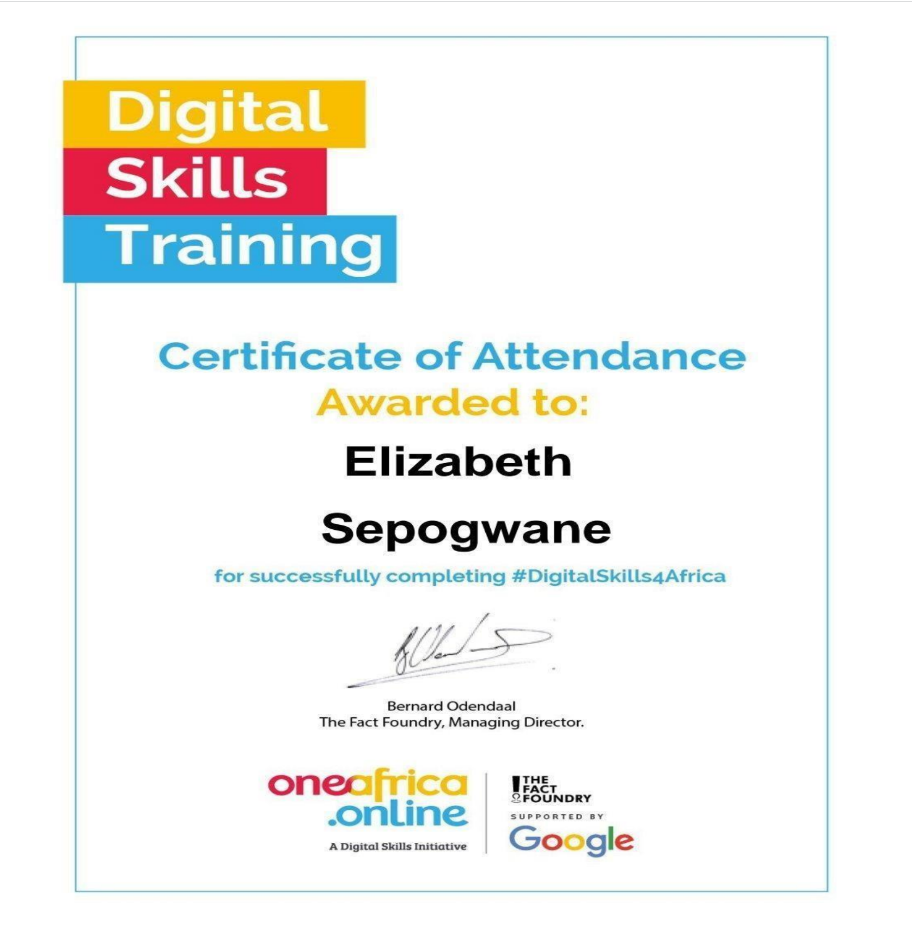 Digital
Skills
Training
Certificate of Attendance
Awarded to:
Elizabeth
Sepogwane
for successfully completing #DigitalSkills4Africa
Bernard Odendaal
The Fact Foundry, Managing Director.
oneafrica
.online
A Digital Skills Initiative
THE
FACT
FOUNDRY
SUPPORTED BY
Google